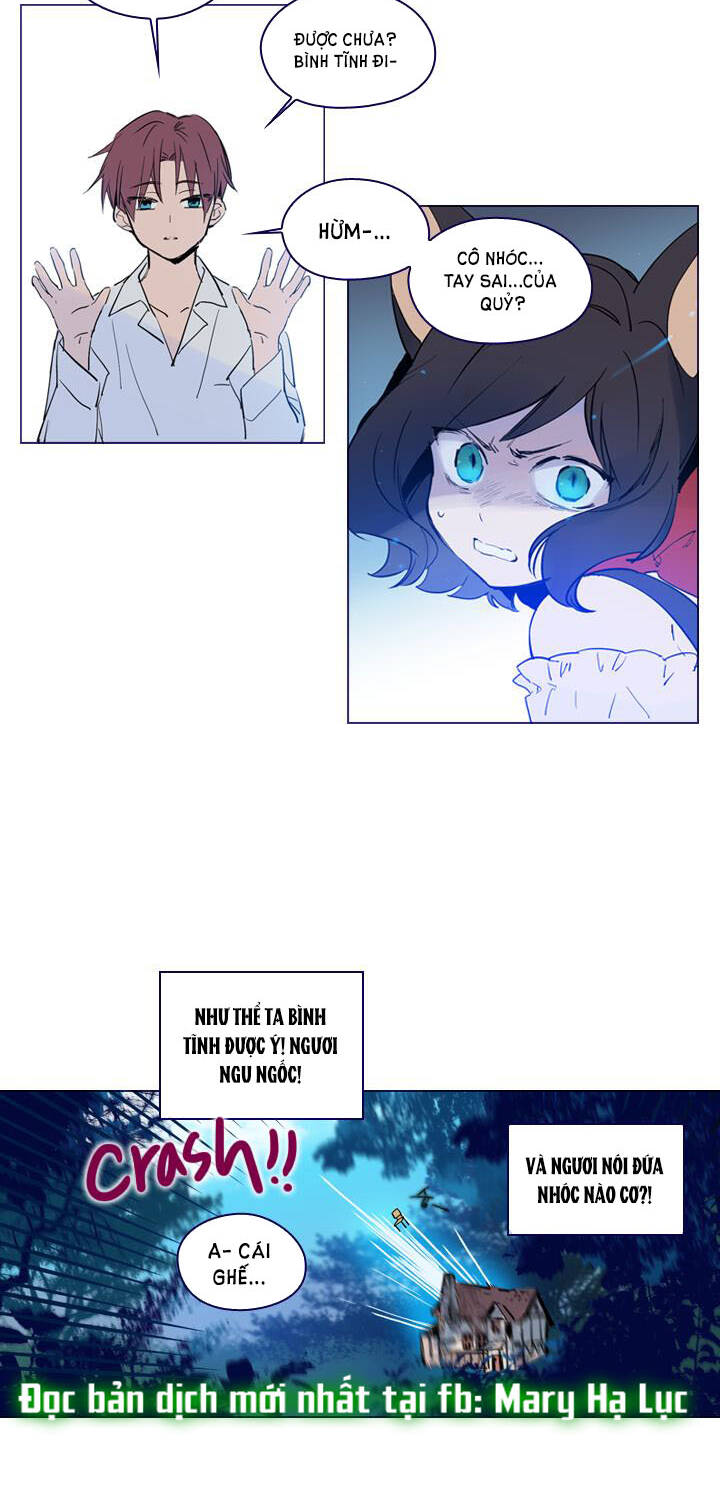 ĐƯỢC CHƯA?
BÌNH TĨNH ĐI-
HỪM-...
CÔ NHÓC...
TAY SAI...CỦA
QUỶ?
NHƯ THỂ TA BÌNH
TĨNH ĐƯỢC Ý! NGƯƠI
NGU NGỐC!
crash!!
VÀ NGƯƠI NÓI ĐỨA
NHÓC NÀO CƠ?!
A- CÁI
GHẾ...
Đọc bản dịch mới nhất tại fb: Mary Hạ Lục